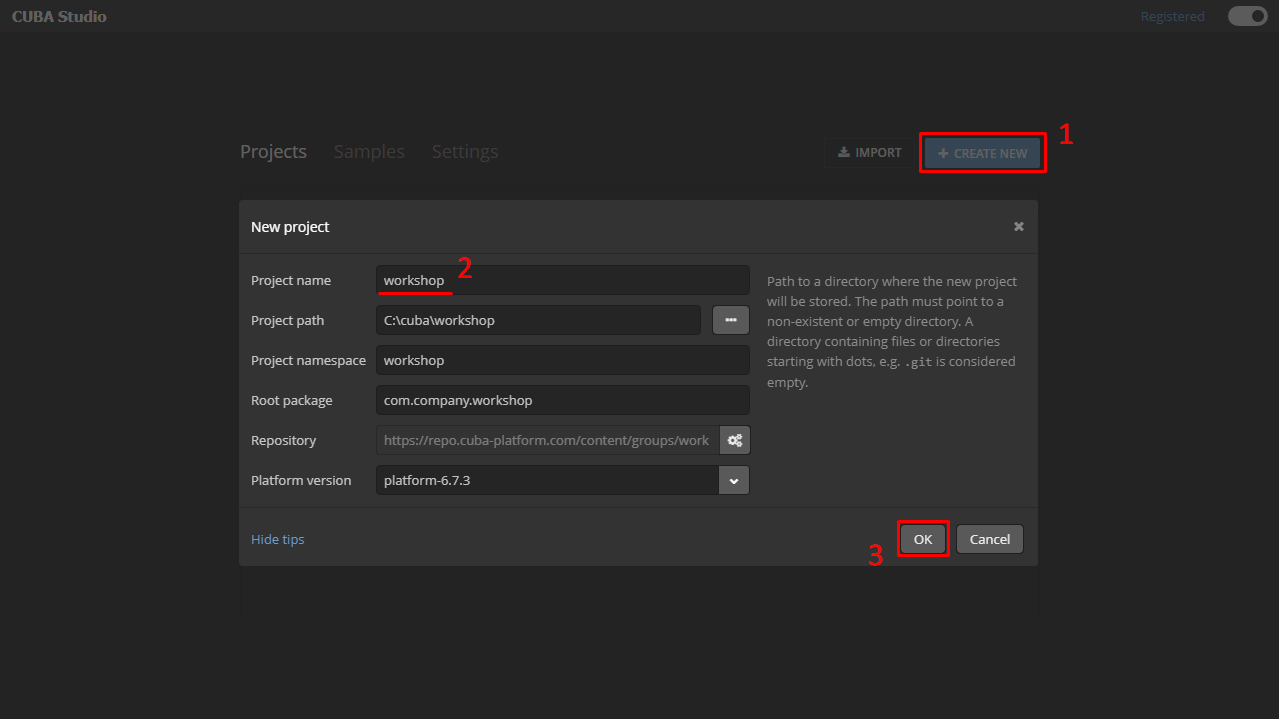 CUBA Studio
Registered
1
Projects Samples Settings IMPORT CREATE NEW
New project
Project name workshop 2
Project path C:\cuba\workshop
Project namespace workshop
Root package com.company.workshop
Repository https://repo.cuba-platform.com/content/groups/work
Platform version platform-6.7.3
Path to a directory where the new project
will be stored. The path must point to a
non-existent or empty directory. A
directory containing files or directories
starting with dots, e.g. .git is considered
empty.
Hide tips 3 OK Cancel